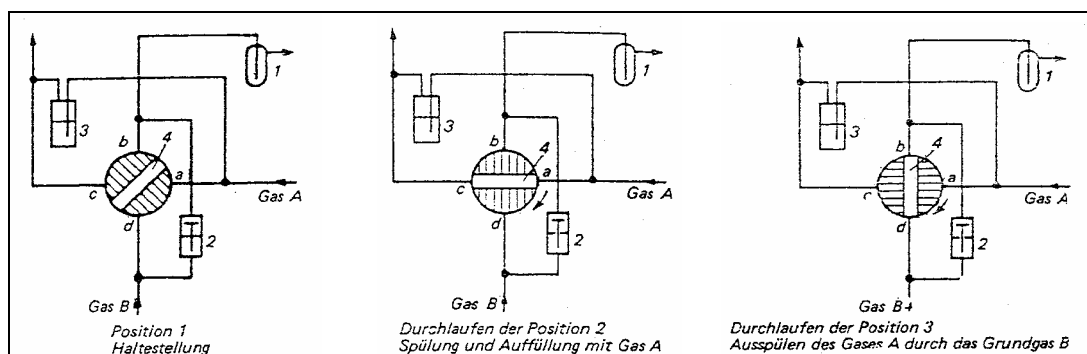 1
3
b
4
a
c
Gas A
d
2
Gas B
Position 1
Haltestellung
1
3
b
4
a
c
Gas A
d
2
Gas B
Durchlaufen der Position 2
Spülung und Auffüllung mit Gas A
1
3
b
4
a
c
Gas A
d
2
Gas B
Durchlaufen der Position 3
Ausspülen des Gases A durch das Grundgas B